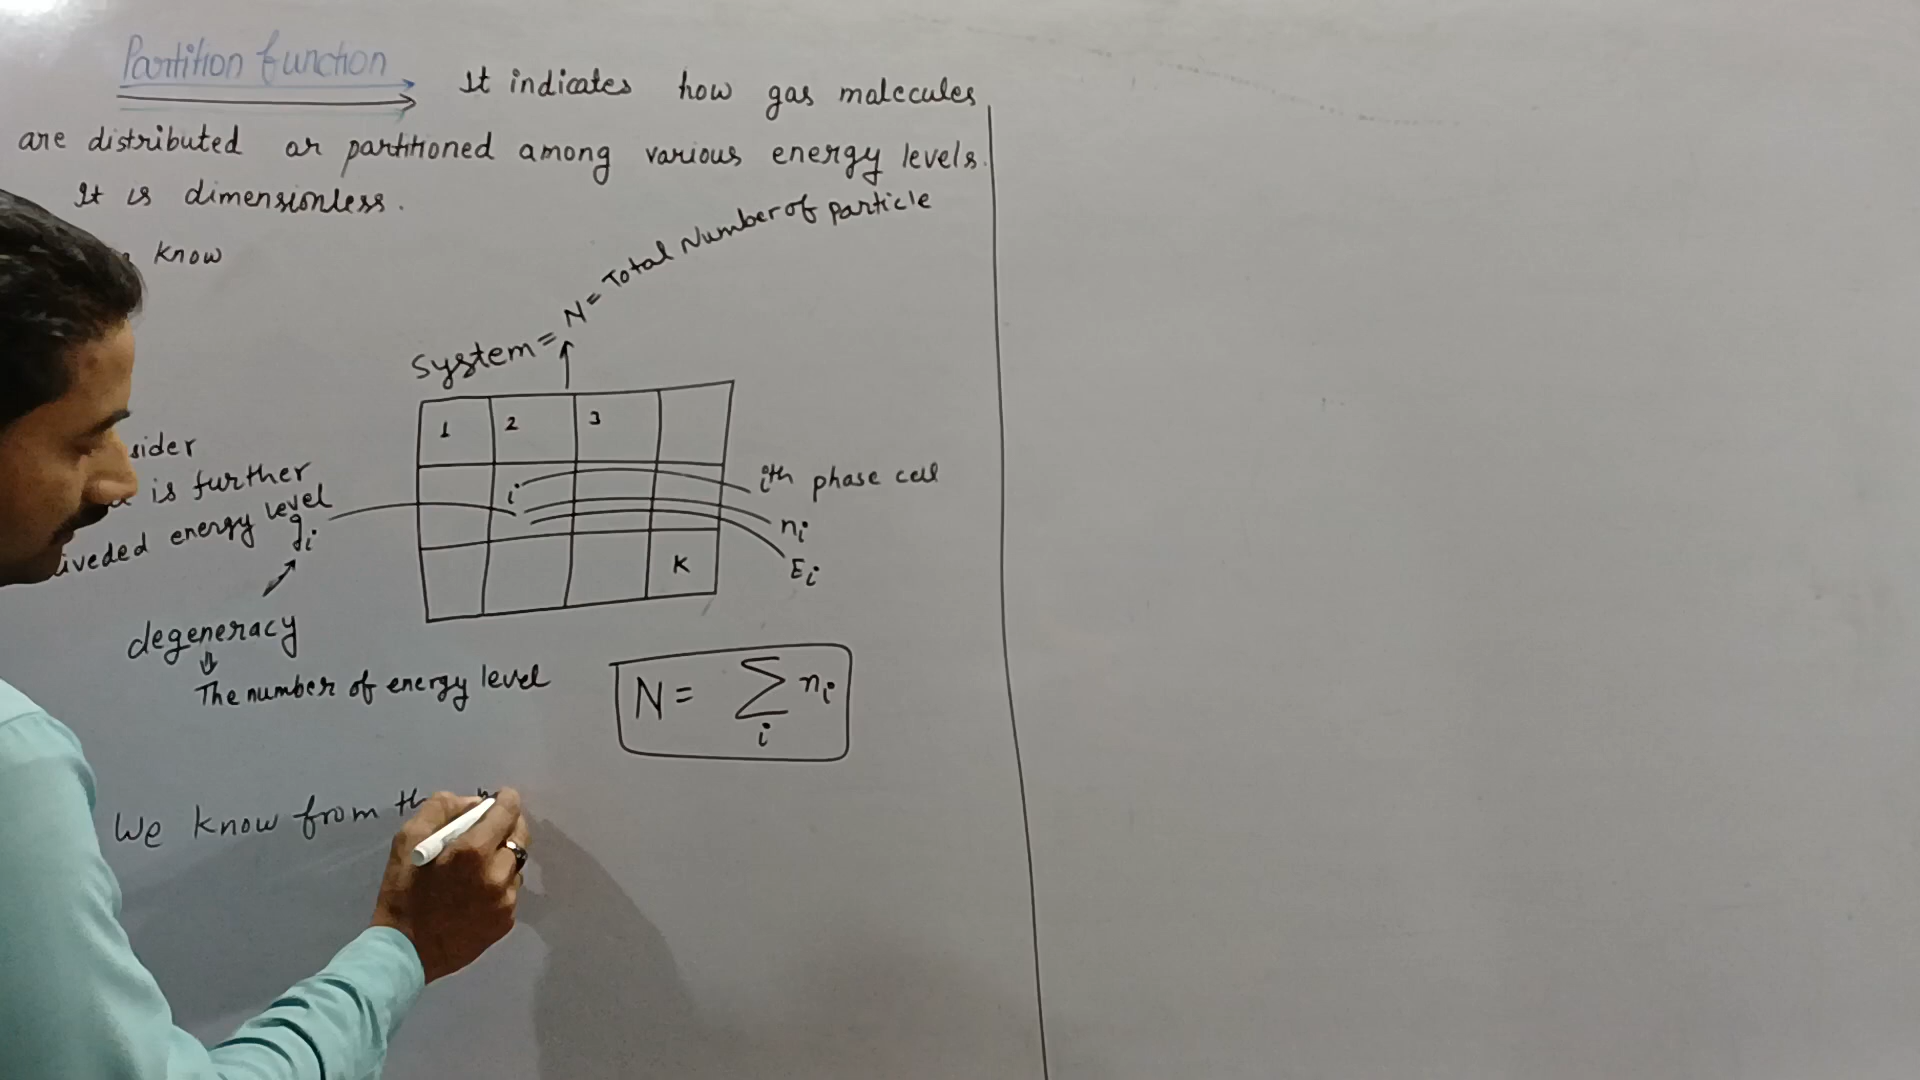 Partition function
It indicates how gas molecules
are distributed or partitioned among various energy levels.
It is dimensionless.
know
System = N = Total Number of particle
1 2 3
i
K
ith phase cell
ni
Ei
is further
energy level
gi
degeneracy
The number of energy level
N = ∑ ni
i
We know from